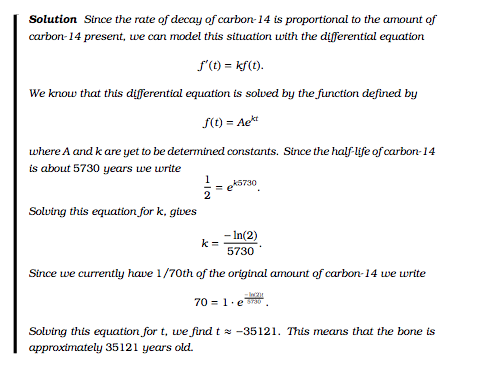 Solution Since the rate of decay of carbon-14 is proportional to the amount of
carbon-14 present, we can model this situation with the differential equation
f′(t) = kf(t).
We know that this differential equation is solved by the function defined by
f(t) = Ae^{kt}
where A and k are yet to be determined constants. Since the half-life of carbon-14
is about 5730 years we write
\frac{1}{2} = e^{k5730}.
Solving this equation for k, gives
k = \frac{-ln(2)}{5730}.
Since we currently have 1/70th of the original amount of carbon-14 we write
70 = 1 · e^{\frac{-ln(2)t}{5730}}.
Solving this equation for t, we find t ≈ −35121. This means that the bone is
approximately 35121 years old.